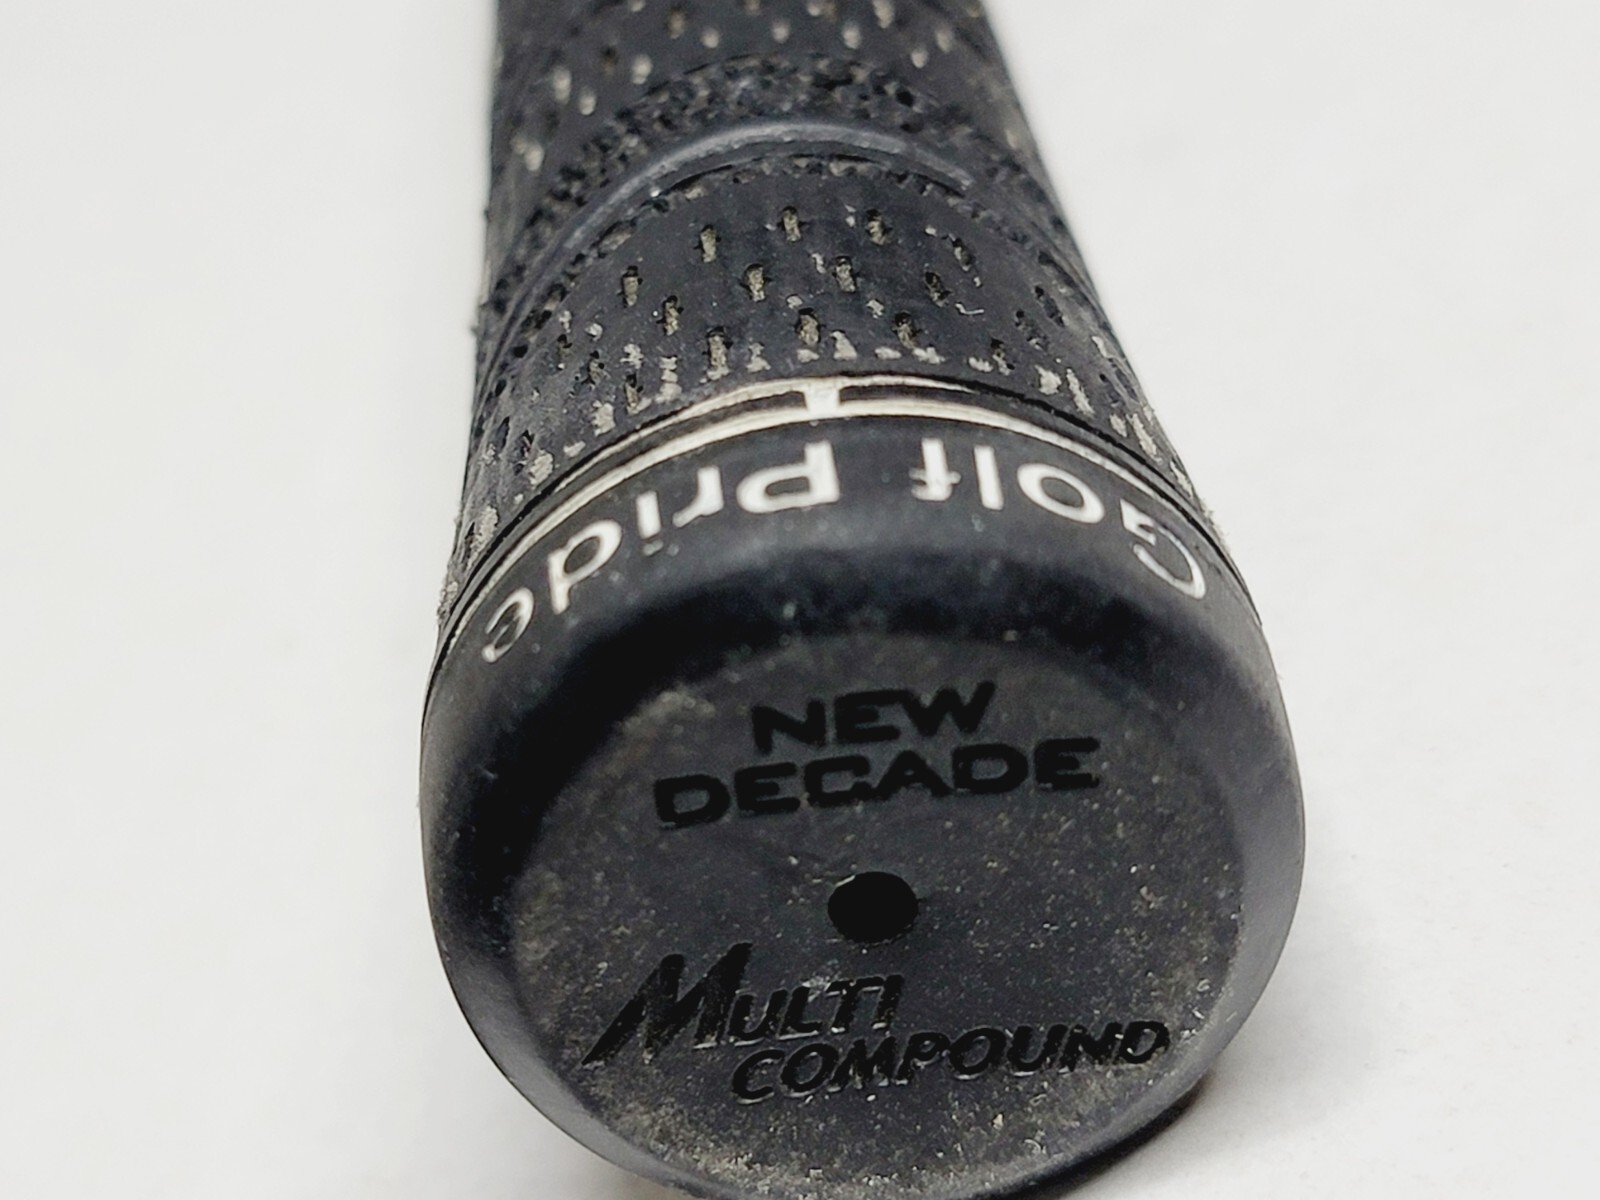 Golf Pride
NEW
DECADE
MULTI
COMPOUND